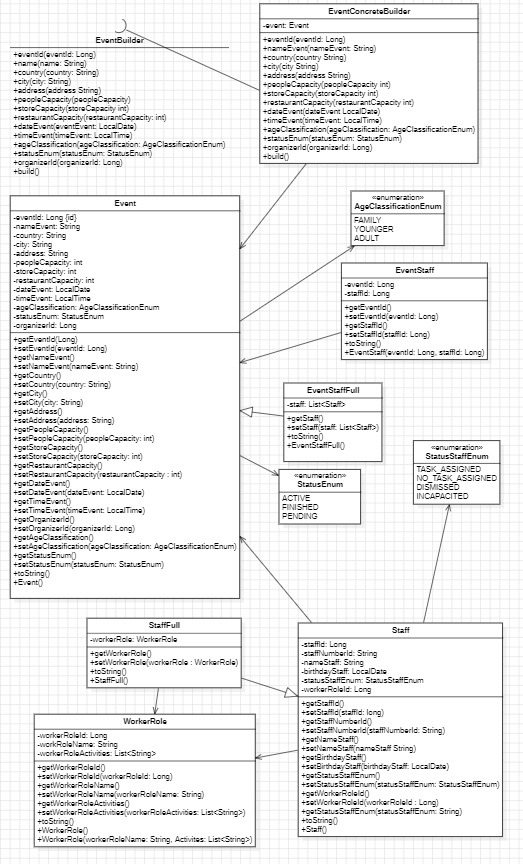 EventBuilder
+eventId(eventId: Long)
+name(name: String)
+country(country: String)
+city(city: String)
+address(address String)
+peopleCapacity(peopleCapacity)
+storeCapacity(storeCapacity int)
+restaurantCapacity(restaurantCapacity: int)
+dateEvent(eventEvent: LocalDate)
+timeEvent(timeEvent: LocalTime)
+ageClassification(ageClassification: AgeClassificationEnum)
+statusEnum(statusEnum: StatusEnum)
+organizerId(organizerId: Long)
+build()
EventConcreteBuilder
-event: Event
+eventId(eventId: Long)
+nameEvent(nameEvent: String)
+country(country String)
+city(city String)
+address(address String)
+peopleCapacity(peopleCapacity int)
+storeCapacity(storeCapacity int)
+restaurantCapacity(restaurantCapacity int)
+dateEvent(dateEvent LocalDate)
+timeEvent(timeEvent: LocalTime)
+ageClassification(ageClassification: AgeClassificationEnum)
+statusEnum(statusEnum: StatusEnum)
+organizerId(organizerId: Long)
+build()
Event
-eventId: Long {id}
-nameEvent: String
-country: String
-city: String
-address: String
-peopleCapacity: int
-storeCapacity: int
-restaurantCapacity: int
-dateEvent: LocalDate
-timeEvent: LocalTime
-ageClassification: AgeClassificationEnum
-statusEnum: StatusEnum
-organizerId: Long
+getEventId(Long)
+setEventId(eventId: Long)
+getNameEvent()
+setNameEvent(nameEvent: String)
+getCountry()
+setCountry(country: String)
+getCity()
+setCity(city: String)
+getAddress()
+setAddress(address: String)
+getPeopleCapacity()
+setPeopleCapacity(peopleCapacity: int)
+getStoreCapacity()
+setStoreCapacity(storeCapacity: int)
+getRestaurantCapacity()
+setRestaurantCapacity(restaurantCapacity : int)
+getDateEvent()
+setDateEvent(dateEvent: LocalDate)
+getTimeEvent()
+setTimeEvent(timeEvent: LocalTime)
+getOrganizerId()
+setOrganizerId(organizerId: Long)
+getAgeClassification()
+setAgeClassification(ageClassification: AgeClassificationEnum)
+getStatusEnum()
+setStatusEnum(statusEnum: StatusEnum)
+toString()
+Event()
«enumeration»
AgeClassificationEnum
FAMILY
YOUNGER
ADULT
EventStaff
-eventId: Long
-staffId: Long
+getEventId()
+setEventId(eventId: Long)
+getStaffId()
+setStaffId(staffId: Long)
+toString()
+EventStaff(eventId: Long, staffId: Long)
EventStaffFull
-staff: List<Staff>
+getStaff()
+setStaff(staff: List<Staff>)
+toString()
+EventStaffFull()
«enumeration»
StatusStaffEnum
TASK_ASSIGNED
NO_TASK_ASSIGNED
DISMISSED
INCAPACITED
«enumeration»
StatusEnum
ACTIVE
FINISHED
PENDING
StaffFull
-workerRole: WorkerRole
+getWorkerRole()
+setWorkerRole(workerRole : WorkerRole)
+toString()
+StaffFull()
Staff
-staffId: Long
-staffNumberId: String
-nameStaff: String
-birthdayStaff: LocalDate
-statusStaffEnum: StatusStaffEnum
-workerRoleId: Long
+getStaffId()
+setStaffId(staffId: long)
+getStaffNumberId()
+setStaffNumberId(staffNumberId: String)
+getNameStaff()
+setNameStaff(nameStaff String)
+getBirthdayStaff()
+setBirthdayStaff(birthdayStaff: LocalDate)
+getStatusStaffEnum()
+setStatusStaffEnum(statusStaffEnum: StatusStaffEnum)
+getWorkerRoleId()
+setWorkerRoleId(workerRoleId : Long)
+getStatusStaffEnum(statusStaffEnum: String)
+toString()
+Staff()
WorkerRole
-workerRoleId: Long
-workRoleName: String
-workerRoleActivities: List<String>
+getWorkerRoleId()
+setWorkerRoleId(workerRoleId: Long)
+getWorkerRoleName()
+setWorkerRoleName(workerRoleName: String)
+getWorkerRoleActivities()
+setWorkerRoleActivities(workerRoleActivities: List<String>)
+toString()
+WorkerRole()
+WorkerRole(workerRoleName: String, Activites: List<String>)